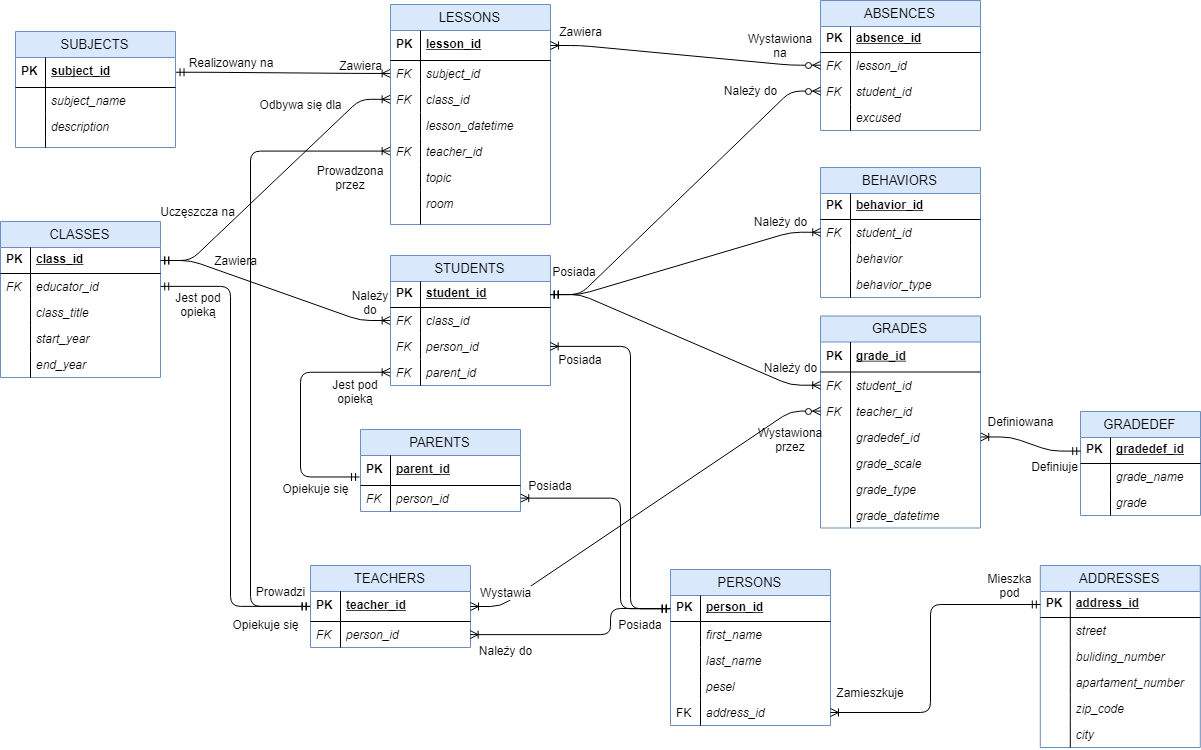 SUBJECTS
PK subject_id
subject_name
description
Realizowany na
Zawiera
LESSONS
PK lesson_id
FK subject_id
FK class_id
lesson_datetime
FK teacher_id
topic
room
Odbywa się dla
Prowadzona
przez
Zawiera
Wystawiona
na
Należy do
ABSENCES
PK absence_id
FK lesson_id
FK student_id
excused
BEHAVIORS
PK behavior_id
FK student_id
behavior
behavior_type
Należy do
Uczęszcza na
CLASSES
PK class_id
FK educator_id
class_title
start_year
end_year
Zawiera
Jest pod
opieką
Należy
do
STUDENTS
PK student_id
FK class_id
FK person_id
FK parent_id
Posiada
Posiada
Jest pod
opieką
GRADES
PK grade_id
FK student_id
FK teacher_id
gradedef_id
grade_scale
grade_type
grade_datetime
Należy do
Wystawiona
przez
Definiowana
Definiuje
GRADEDEF
PK gradedef_id
grade_name
grade
PARENTS
PK parent_id
FK person_id
Opiekuje się
Posiada
TEACHERS
PK teacher_id
FK person_id
Prowadzi
Opiekuje się
Wystawia
Należy do
Posiada
PERSONS
PK person_id
first_name
last_name
pesel
FK address_id
Zamieszkuje
Mieszka
pod
ADDRESSES
PK address_id
street
buliding_number
apartament_number
zip_code
city